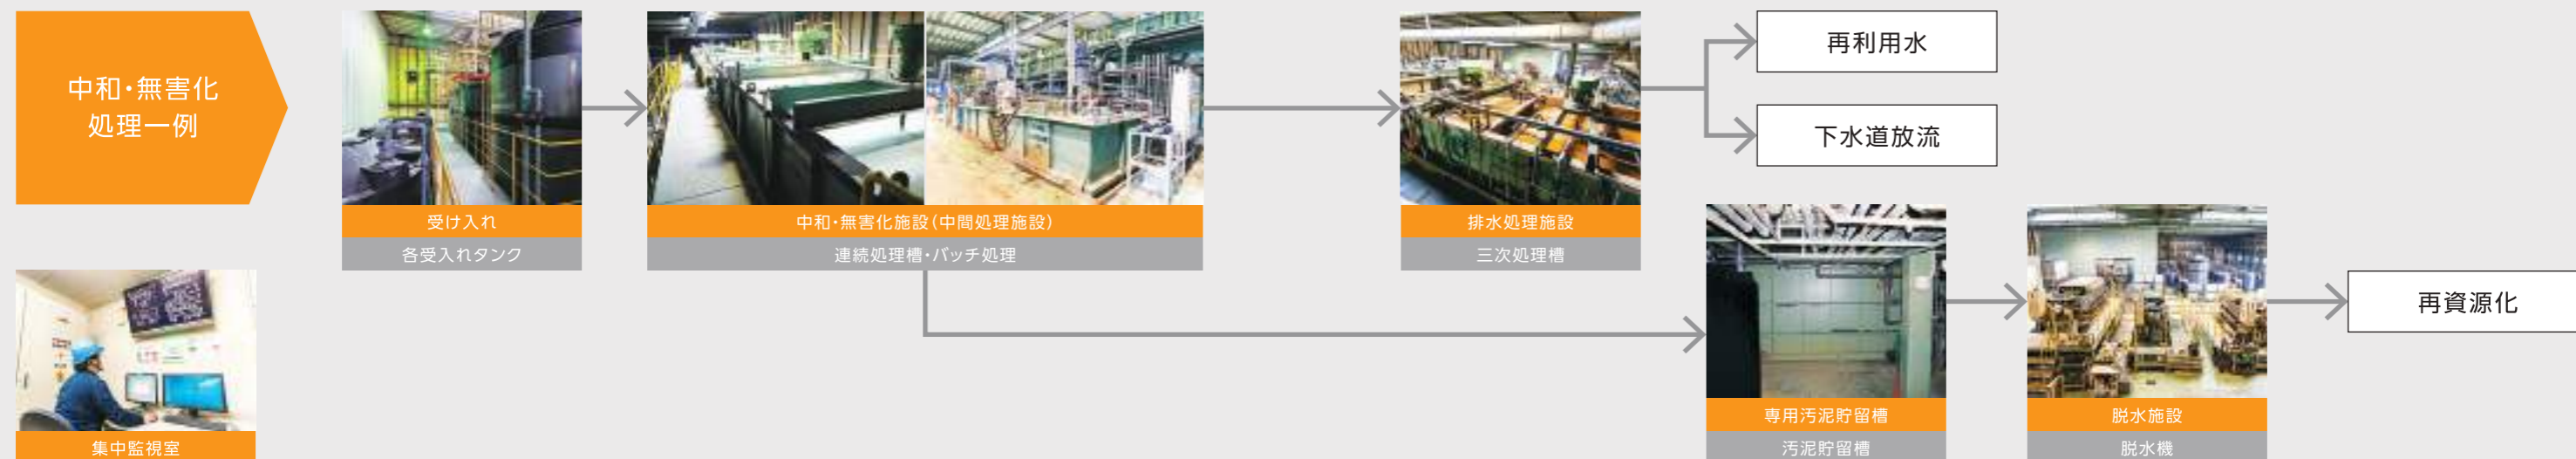 中和・無害化
処理一例
受け入れ
各受入れタンク
中和・無害化施設(中間処理施設)
連続処理槽・バッチ処理
排水処理施設
三次処理槽
再利用水
下水道放流
集中監視室
専用汚泥貯留槽
汚泥貯留槽
脱水施設
脱水機
再資源化